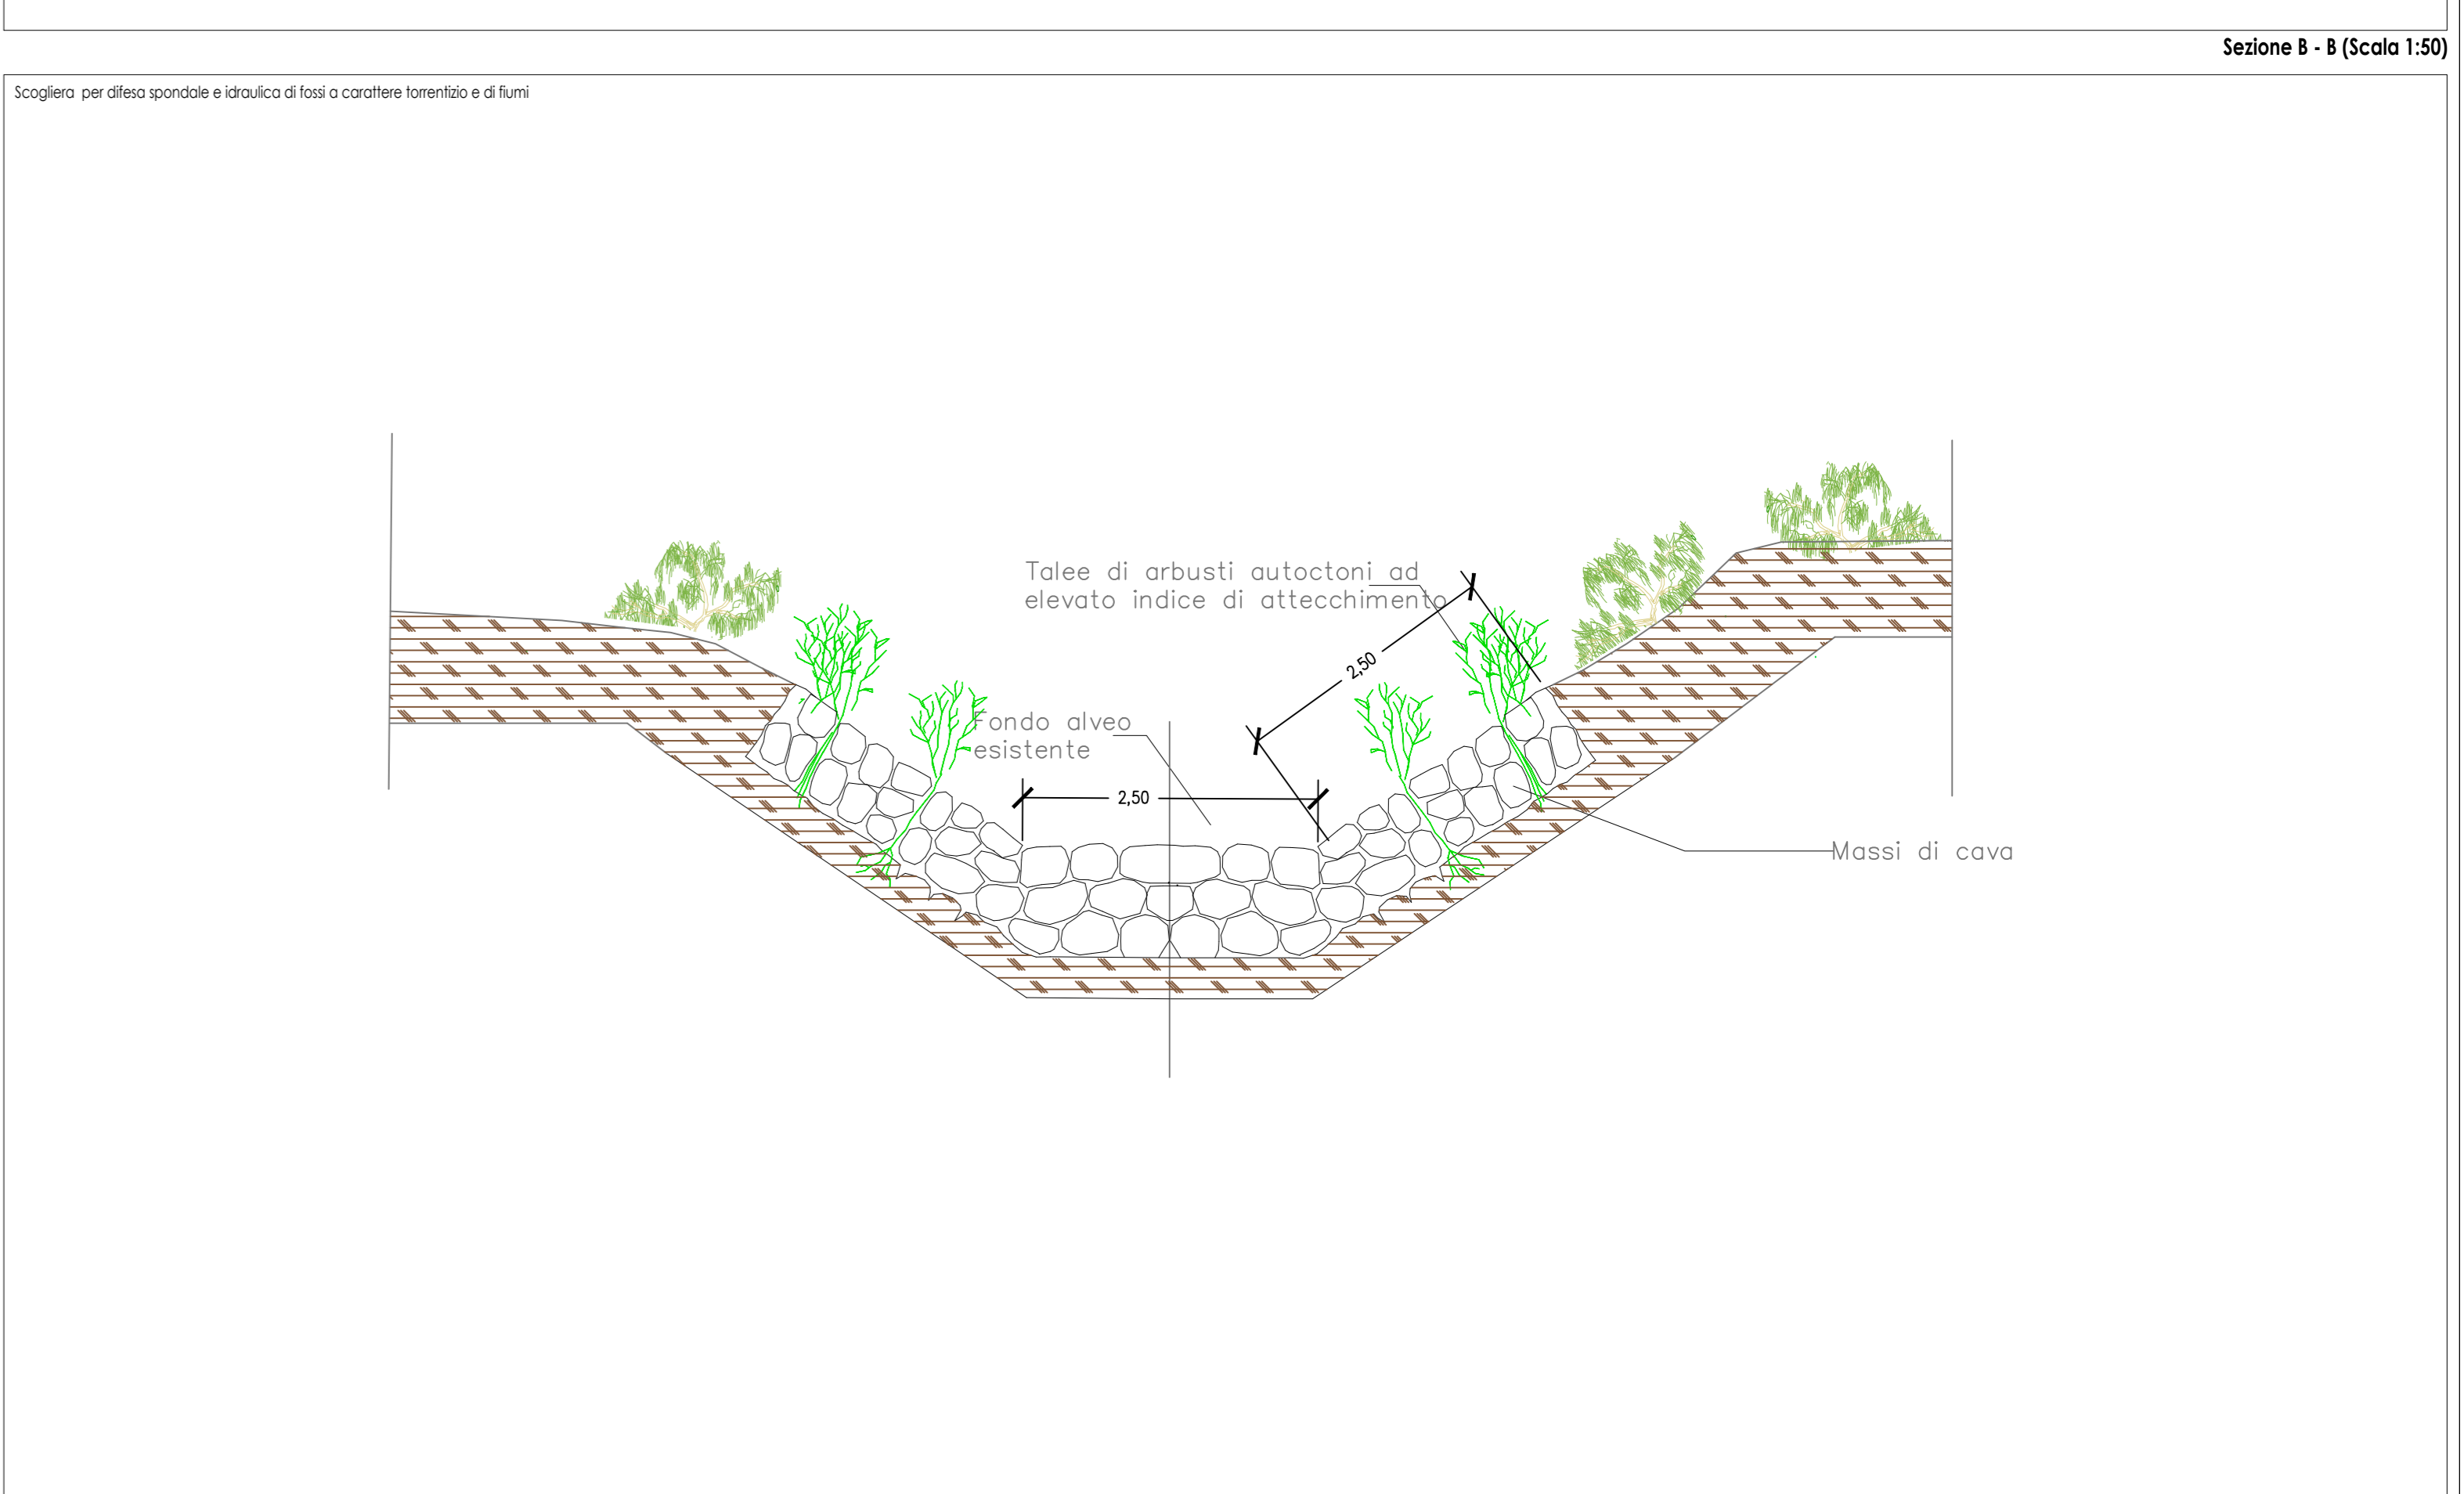 Sezione B - B (Scala 1:50)
Scogliera per difesa spondale e idraulica di fossi a carattere torrentizio e di fiumi
Talee di arbusti autoctoni ad
elevato indice di attecchimento
2,50
Fondo alveo
esistente
2,50
Massi di cava